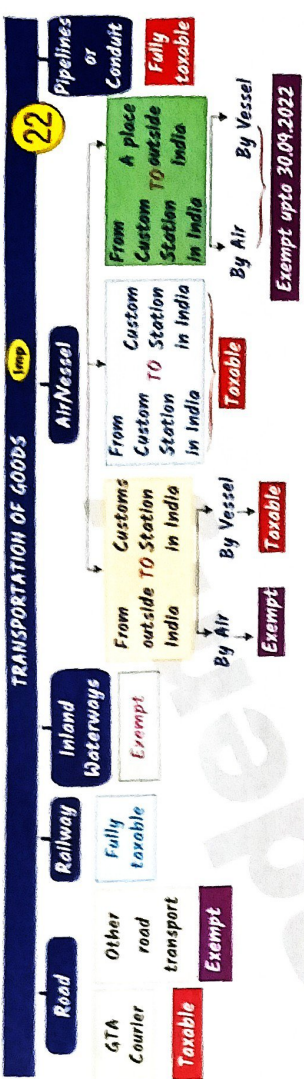 TRANSPORTATION OF GOODS
Imp
22
Road
GTA
Courier
Taxable
Other
road
transport
Exempt
Railway
Fully
taxable
Inland
Waterways
Exempt
Air/Vessel
From
outside
India
TO
Customs
Station
in India
By Air
Exempt
By Vessel
Taxable
From
Custom
Station
in India
TO
Custom
Station
in India
Taxable
From
Custom
Station
in India
TO
A place
outside
India
By Air
By Vessel
Exempt upto 30.09.2022
Pipelines
or
Conduit
Fully
taxable